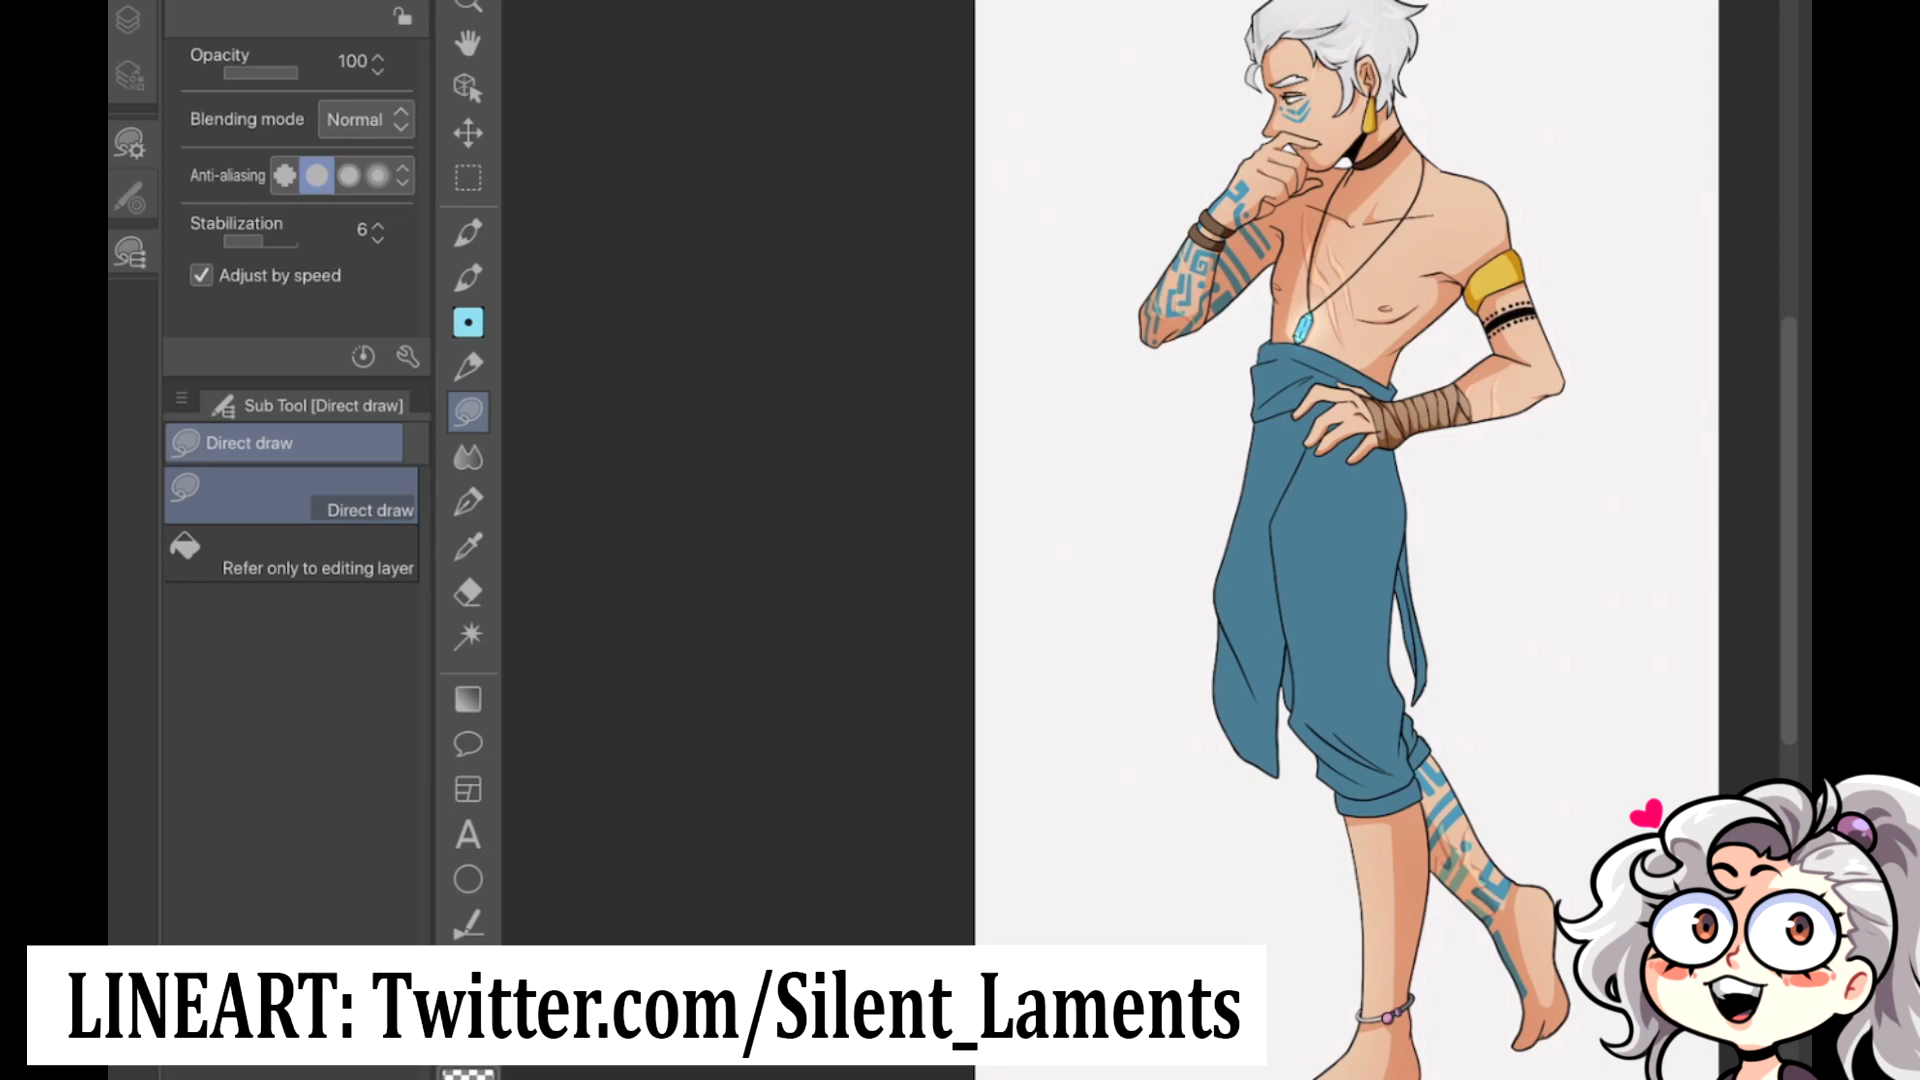 Opacity 100
Blending mode Normal
Anti-aliasing
Stabilization 6
Adjust by speed
Sub Tool [Direct draw]
Direct draw
Direct draw
Refer only to editing layer
A
LINEART: Twitter.com/Silent_Laments